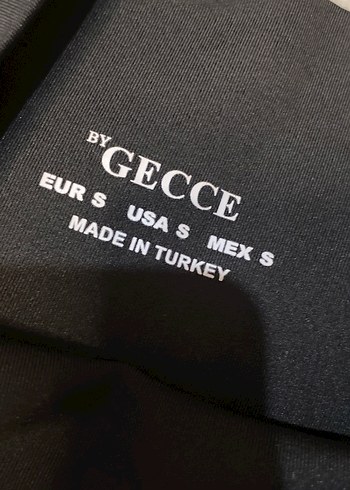 BY GECCE
EUR S USA S MEX S
MADE IN TURKEY